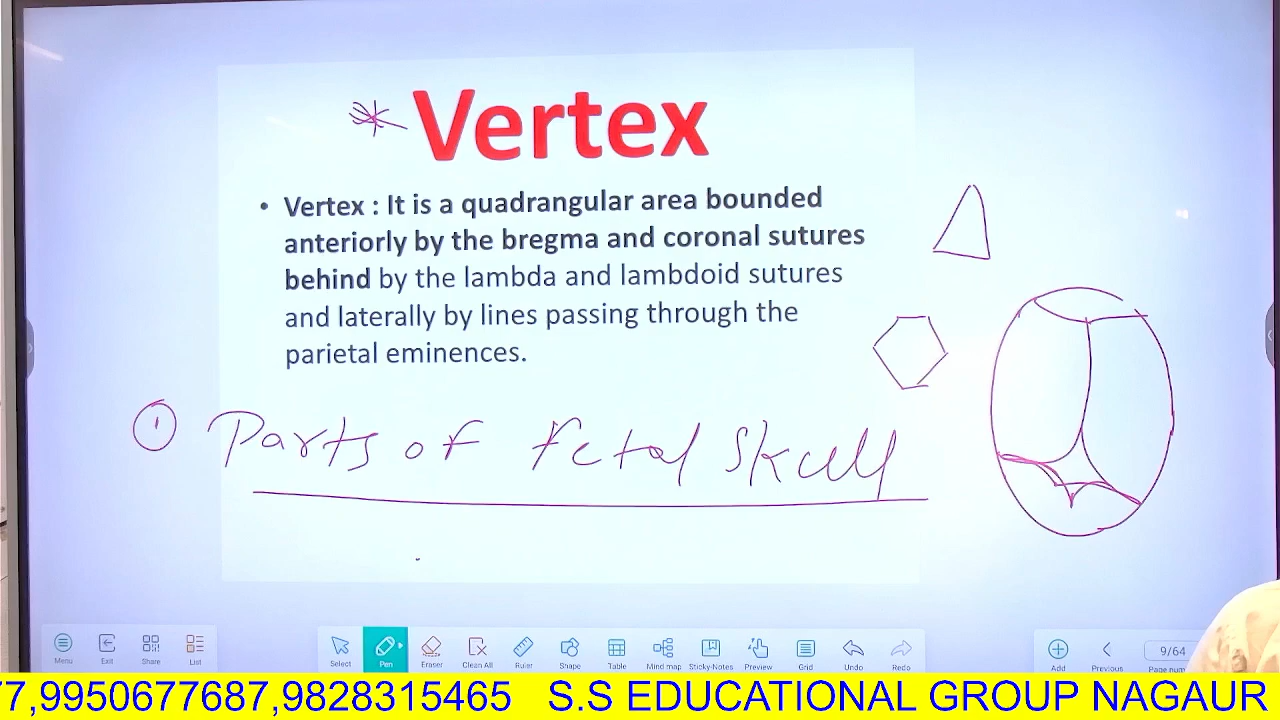 * Vertex
• Vertex : It is a quadrangular area bounded
anteriorly by the bregma and coronal sutures
behind by the lambda and lambdoid sutures
and laterally by lines passing through the
parietal eminences.
① Parts of Fetal Skull
Menu Exit Share List Select Pen Eraser Clean All Ruler Shape Table Mind map Sticky-Notes Preview Grid Undo Redo Add Previous 9/64 Page num
77,9950677687,9828315465 S.S EDUCATIONAL GROUP NAGAUR